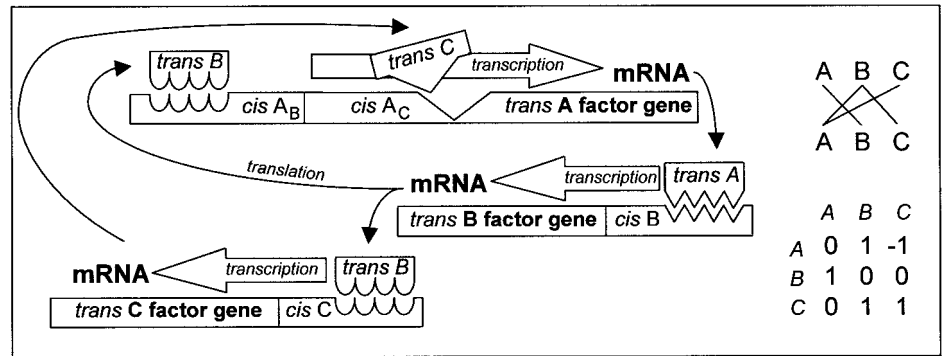 trans B
trans C
transcription
mRNA
cis A_B
cis A_C
trans A factor gene
translation
mRNA
transcription
trans A
trans B factor gene
cis B
mRNA
transcription
trans B
trans C factor gene
cis C
A B C
A B C
A B C
A 0 1 -1
B 1 0 0
C 0 1 1